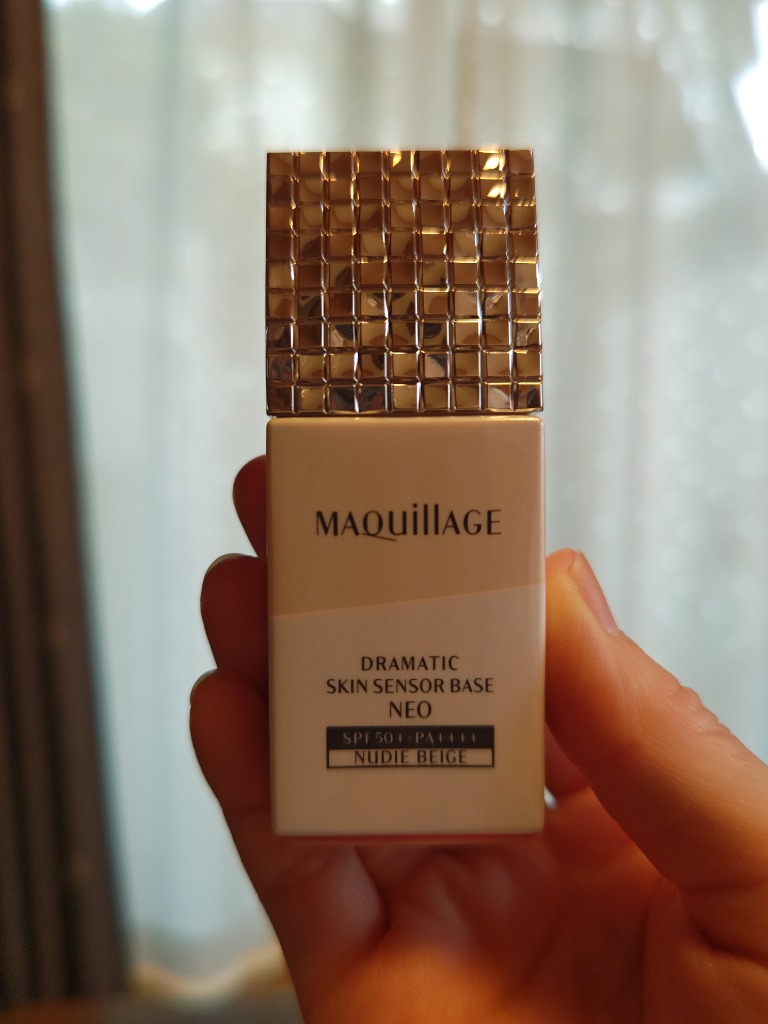 MAQuillAGE
DRAMATIC
SKIN SENSOR BASE
NEO
SPF50+·PA++++
NUDIE BEIGE